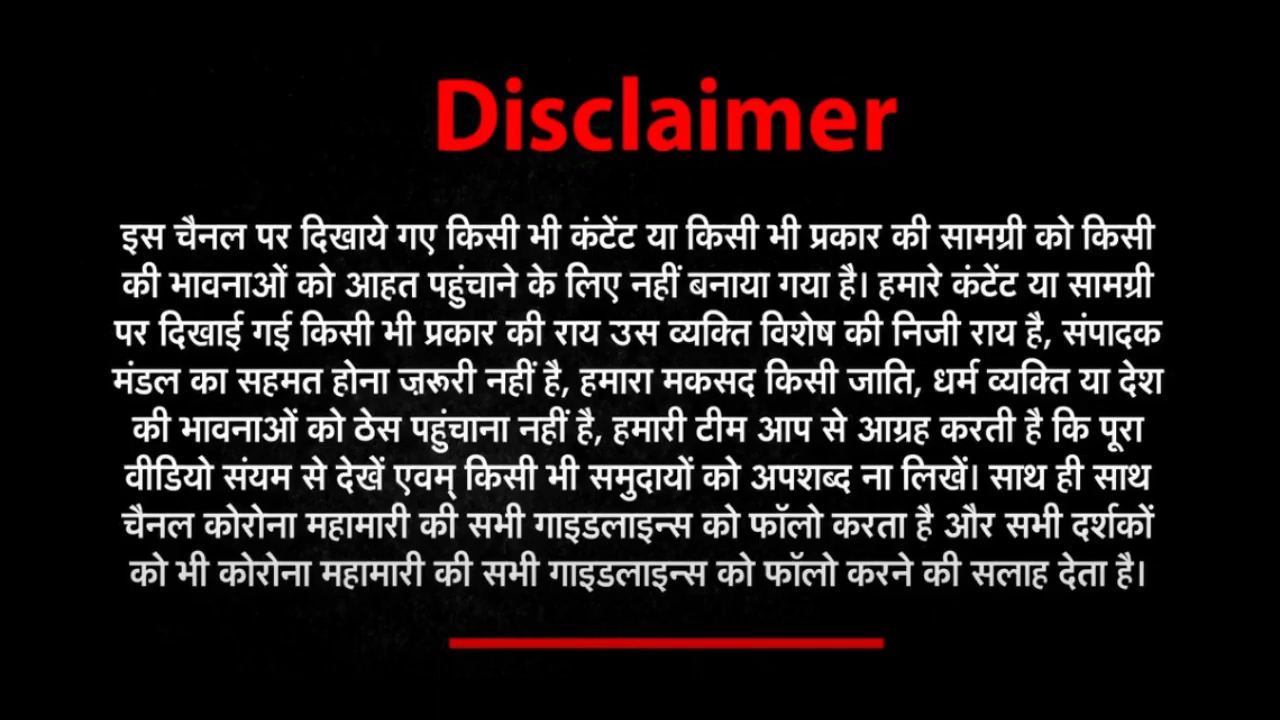 Disclaimer
इस चैनल पर दिखाये गए किसी भी कंटेंट या किसी भी प्रकार की सामग्री को किसी
की भावनाओं को आहत पहुंचाने के लिए नहीं बनाया गया है। हमारे कंटेंट या सामग्री
पर दिखाई गई किसी भी प्रकार की राय उस व्यक्ति विशेष की निजी राय है, संपादक
मंडल का सहमत होना ज़रूरी नहीं है, हमारा मकसद किसी जाति, धर्म व्यक्ति या देश
की भावनाओं को ठेस पहुंचाना नहीं है, हमारी टीम आप से आग्रह करती है कि पूरा
वीडियो संयम से देखें एवम् किसी भी समुदायों को अपशब्द ना लिखें। साथ ही साथ
चैनल कोरोना महामारी की सभी गाइडलाइन्स को फॉलो करता है और सभी दर्शकों
को भी कोरोना महामारी की सभी गाइडलाइन्स को फॉलो करने की सलाह देता है।